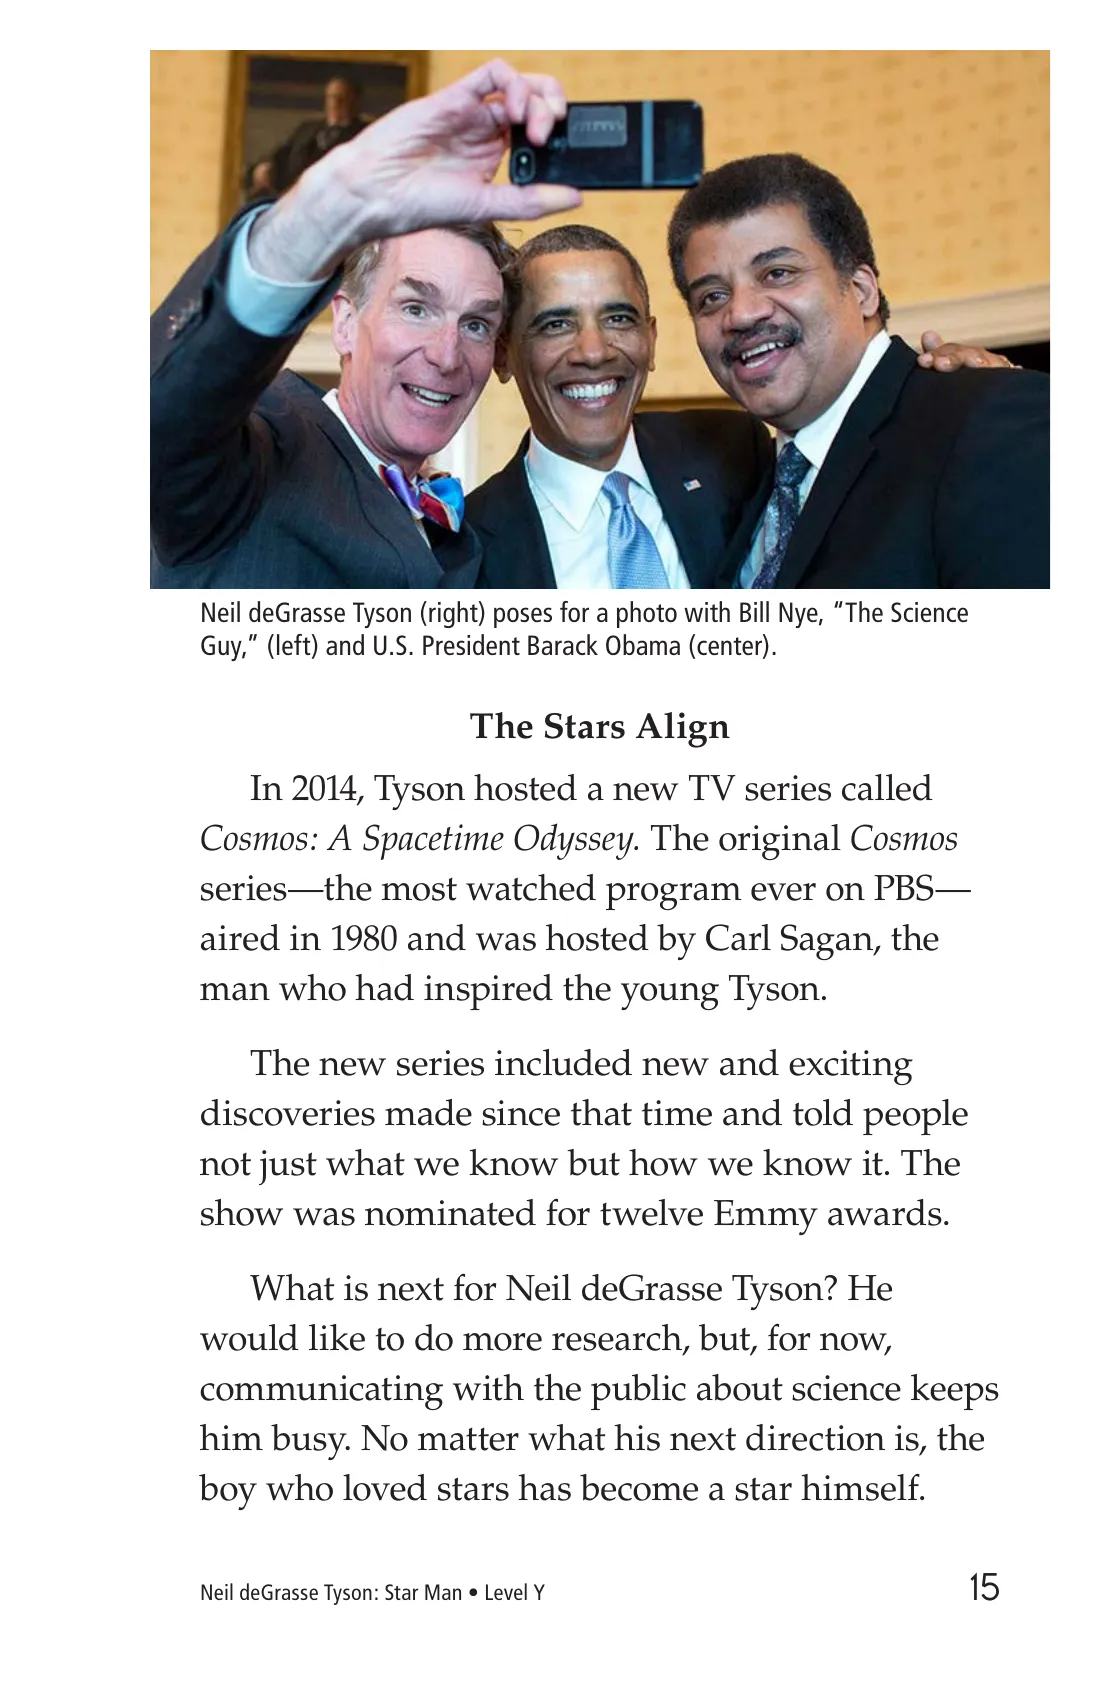 Neil deGrasse Tyson (right) poses for a photo with Bill Nye, “The Science
Guy,” (left) and U.S. President Barack Obama (center).
The Stars Align
In 2014, Tyson hosted a new TV series called
Cosmos: A Spacetime Odyssey. The original Cosmos
series—the most watched program ever on PBS—
aired in 1980 and was hosted by Carl Sagan, the
man who had inspired the young Tyson.
The new series included new and exciting
discoveries made since that time and told people
not just what we know but how we know it. The
show was nominated for twelve Emmy awards.
What is next for Neil deGrasse Tyson? He
would like to do more research, but, for now,
communicating with the public about science keeps
him busy. No matter what his next direction is, the
boy who loved stars has become a star himself.
Neil deGrasse Tyson: Star Man • Level Y
15